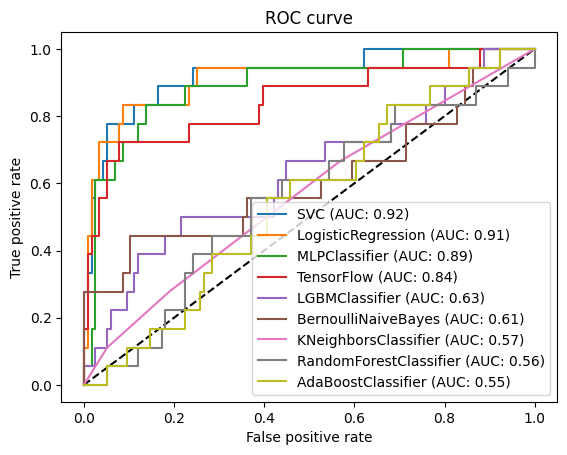 ROC curve
True positive rate
1.0
0.8
0.6
0.4
0.2
0.0
SVC (AUC: 0.92)
LogisticRegression (AUC: 0.91)
MLPClassifier (AUC: 0.89)
TensorFlow (AUC: 0.84)
LGBMClassifier (AUC: 0.63)
BernoulliNaiveBayes (AUC: 0.61)
KNeighborsClassifier (AUC: 0.57)
RandomForestClassifier (AUC: 0.56)
AdaBoostClassifier (AUC: 0.55)
0.0 0.2 0.4 0.6 0.8 1.0
False positive rate